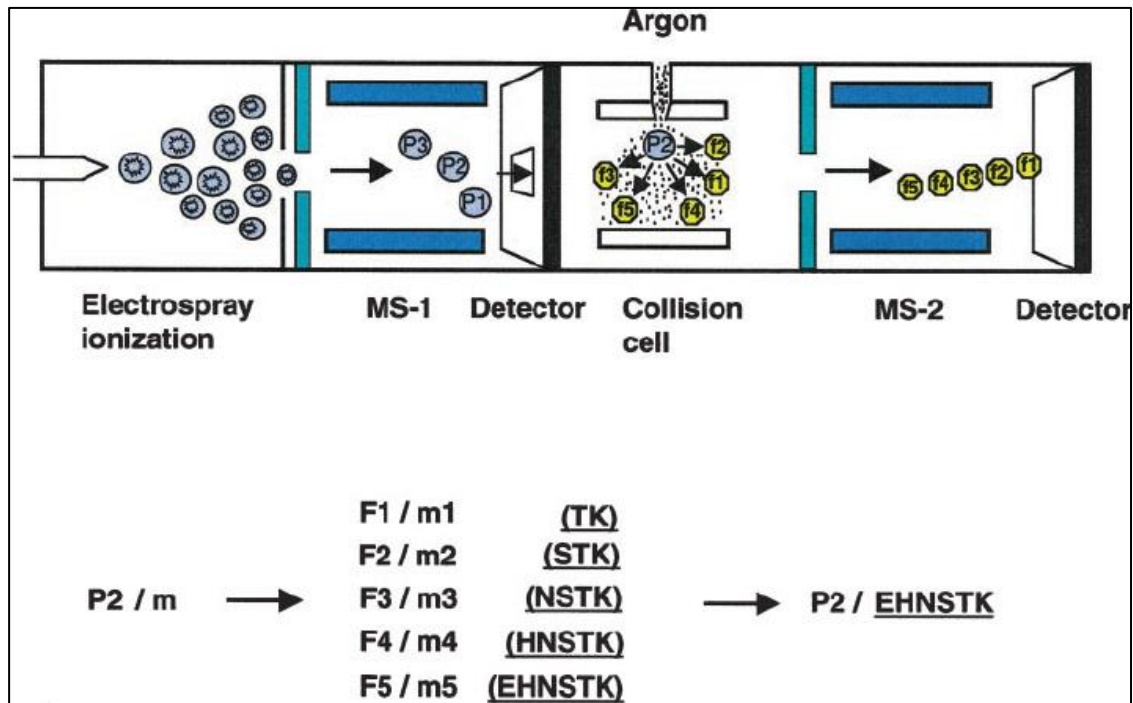 Argon
P3
P2
P1
P2
f2
f3
f1
f5
f4
f5
f4
f3
f2
f1
Electrospray
ionization
MS-1
Detector
Collision
cell
MS-2
Detector
F1 / m1 (TK)
F2 / m2 (STK)
P2 / m F3 / m3 (NSTK) P2 / EHNSTK
F4 / m4 (HNSTK)
F5 / m5 (EHNSTK)